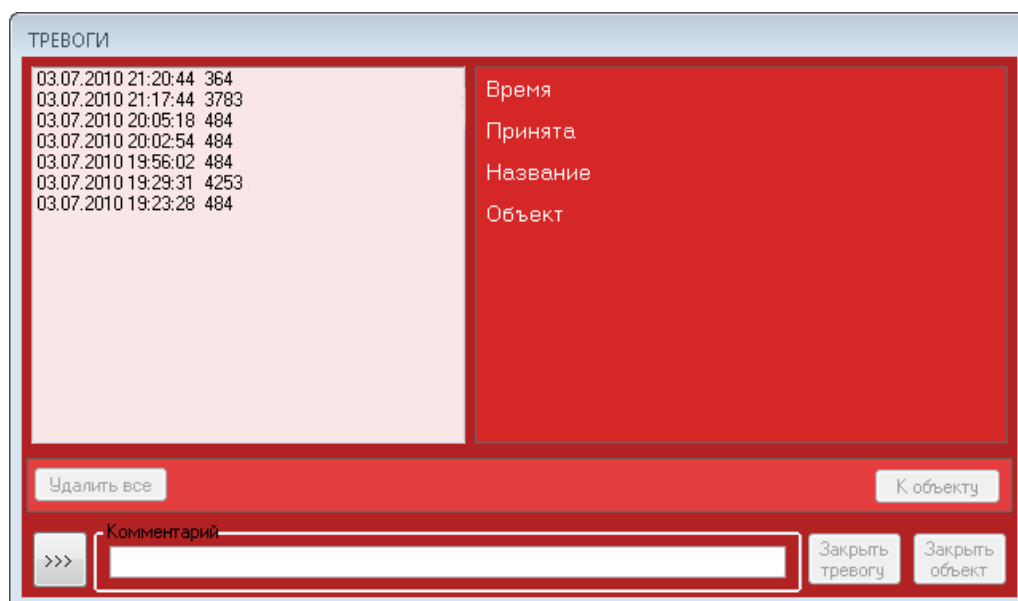 ТРЕВОГИ
03.07.2010 21:20:44 364
03.07.2010 21:17:44 3783
03.07.2010 20:05:18 484
03.07.2010 20:02:54 484
03.07.2010 19:56:02 484
03.07.2010 19:29:31 4253
03.07.2010 19:23:28 484
Время
Принята
Название
Объект
Удалить все
К объекту
>>>
Комментарий
Закрыть
тревогу
Закрыть
объект